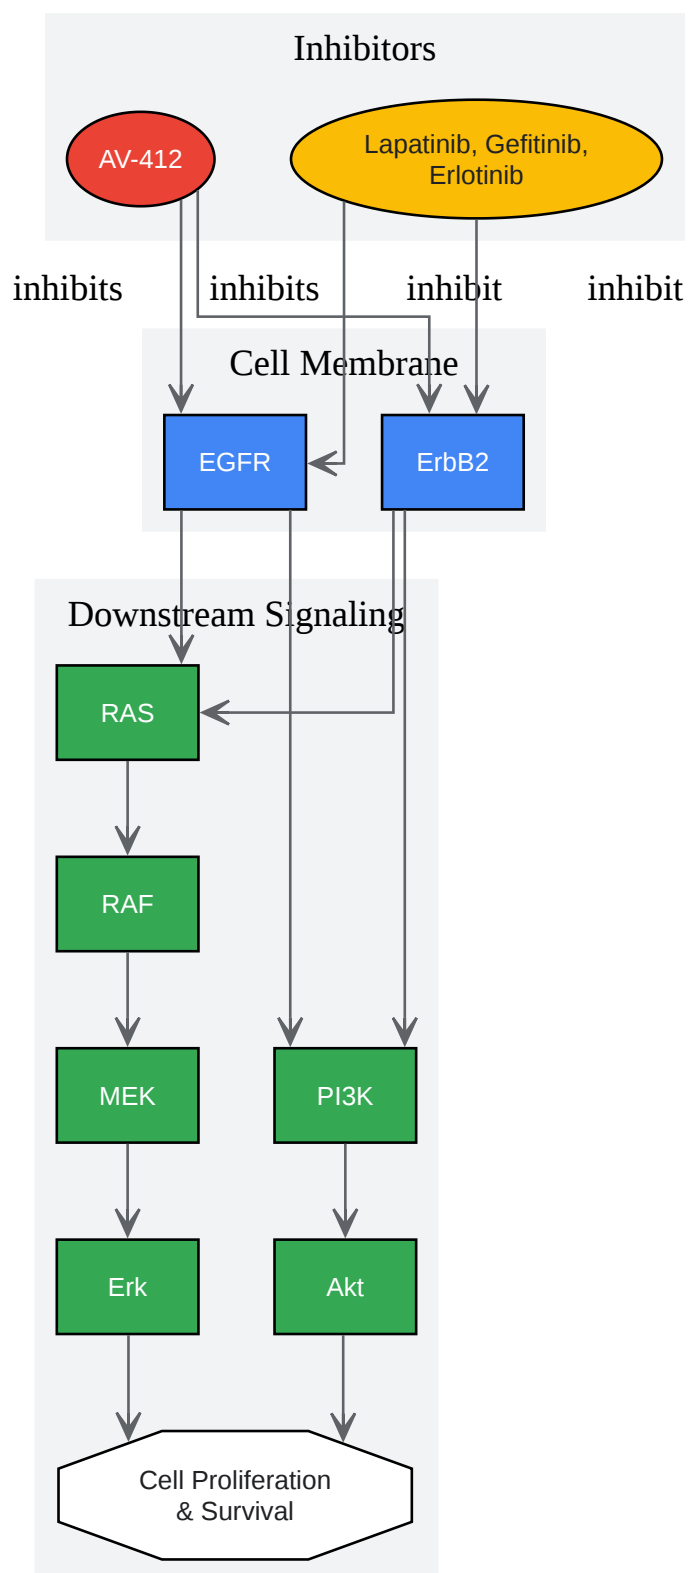 Inhibitors
AV-412
Lapatinib, Gefitinib,
Erlotinib
inhibits
inhibits
inhibit
inhibit
Cell Membrane
EGFR
ErbB2
Downstream Signaling
RAS
RAF
MEK
PI3K
Erk
Akt
Cell Proliferation
& Survival